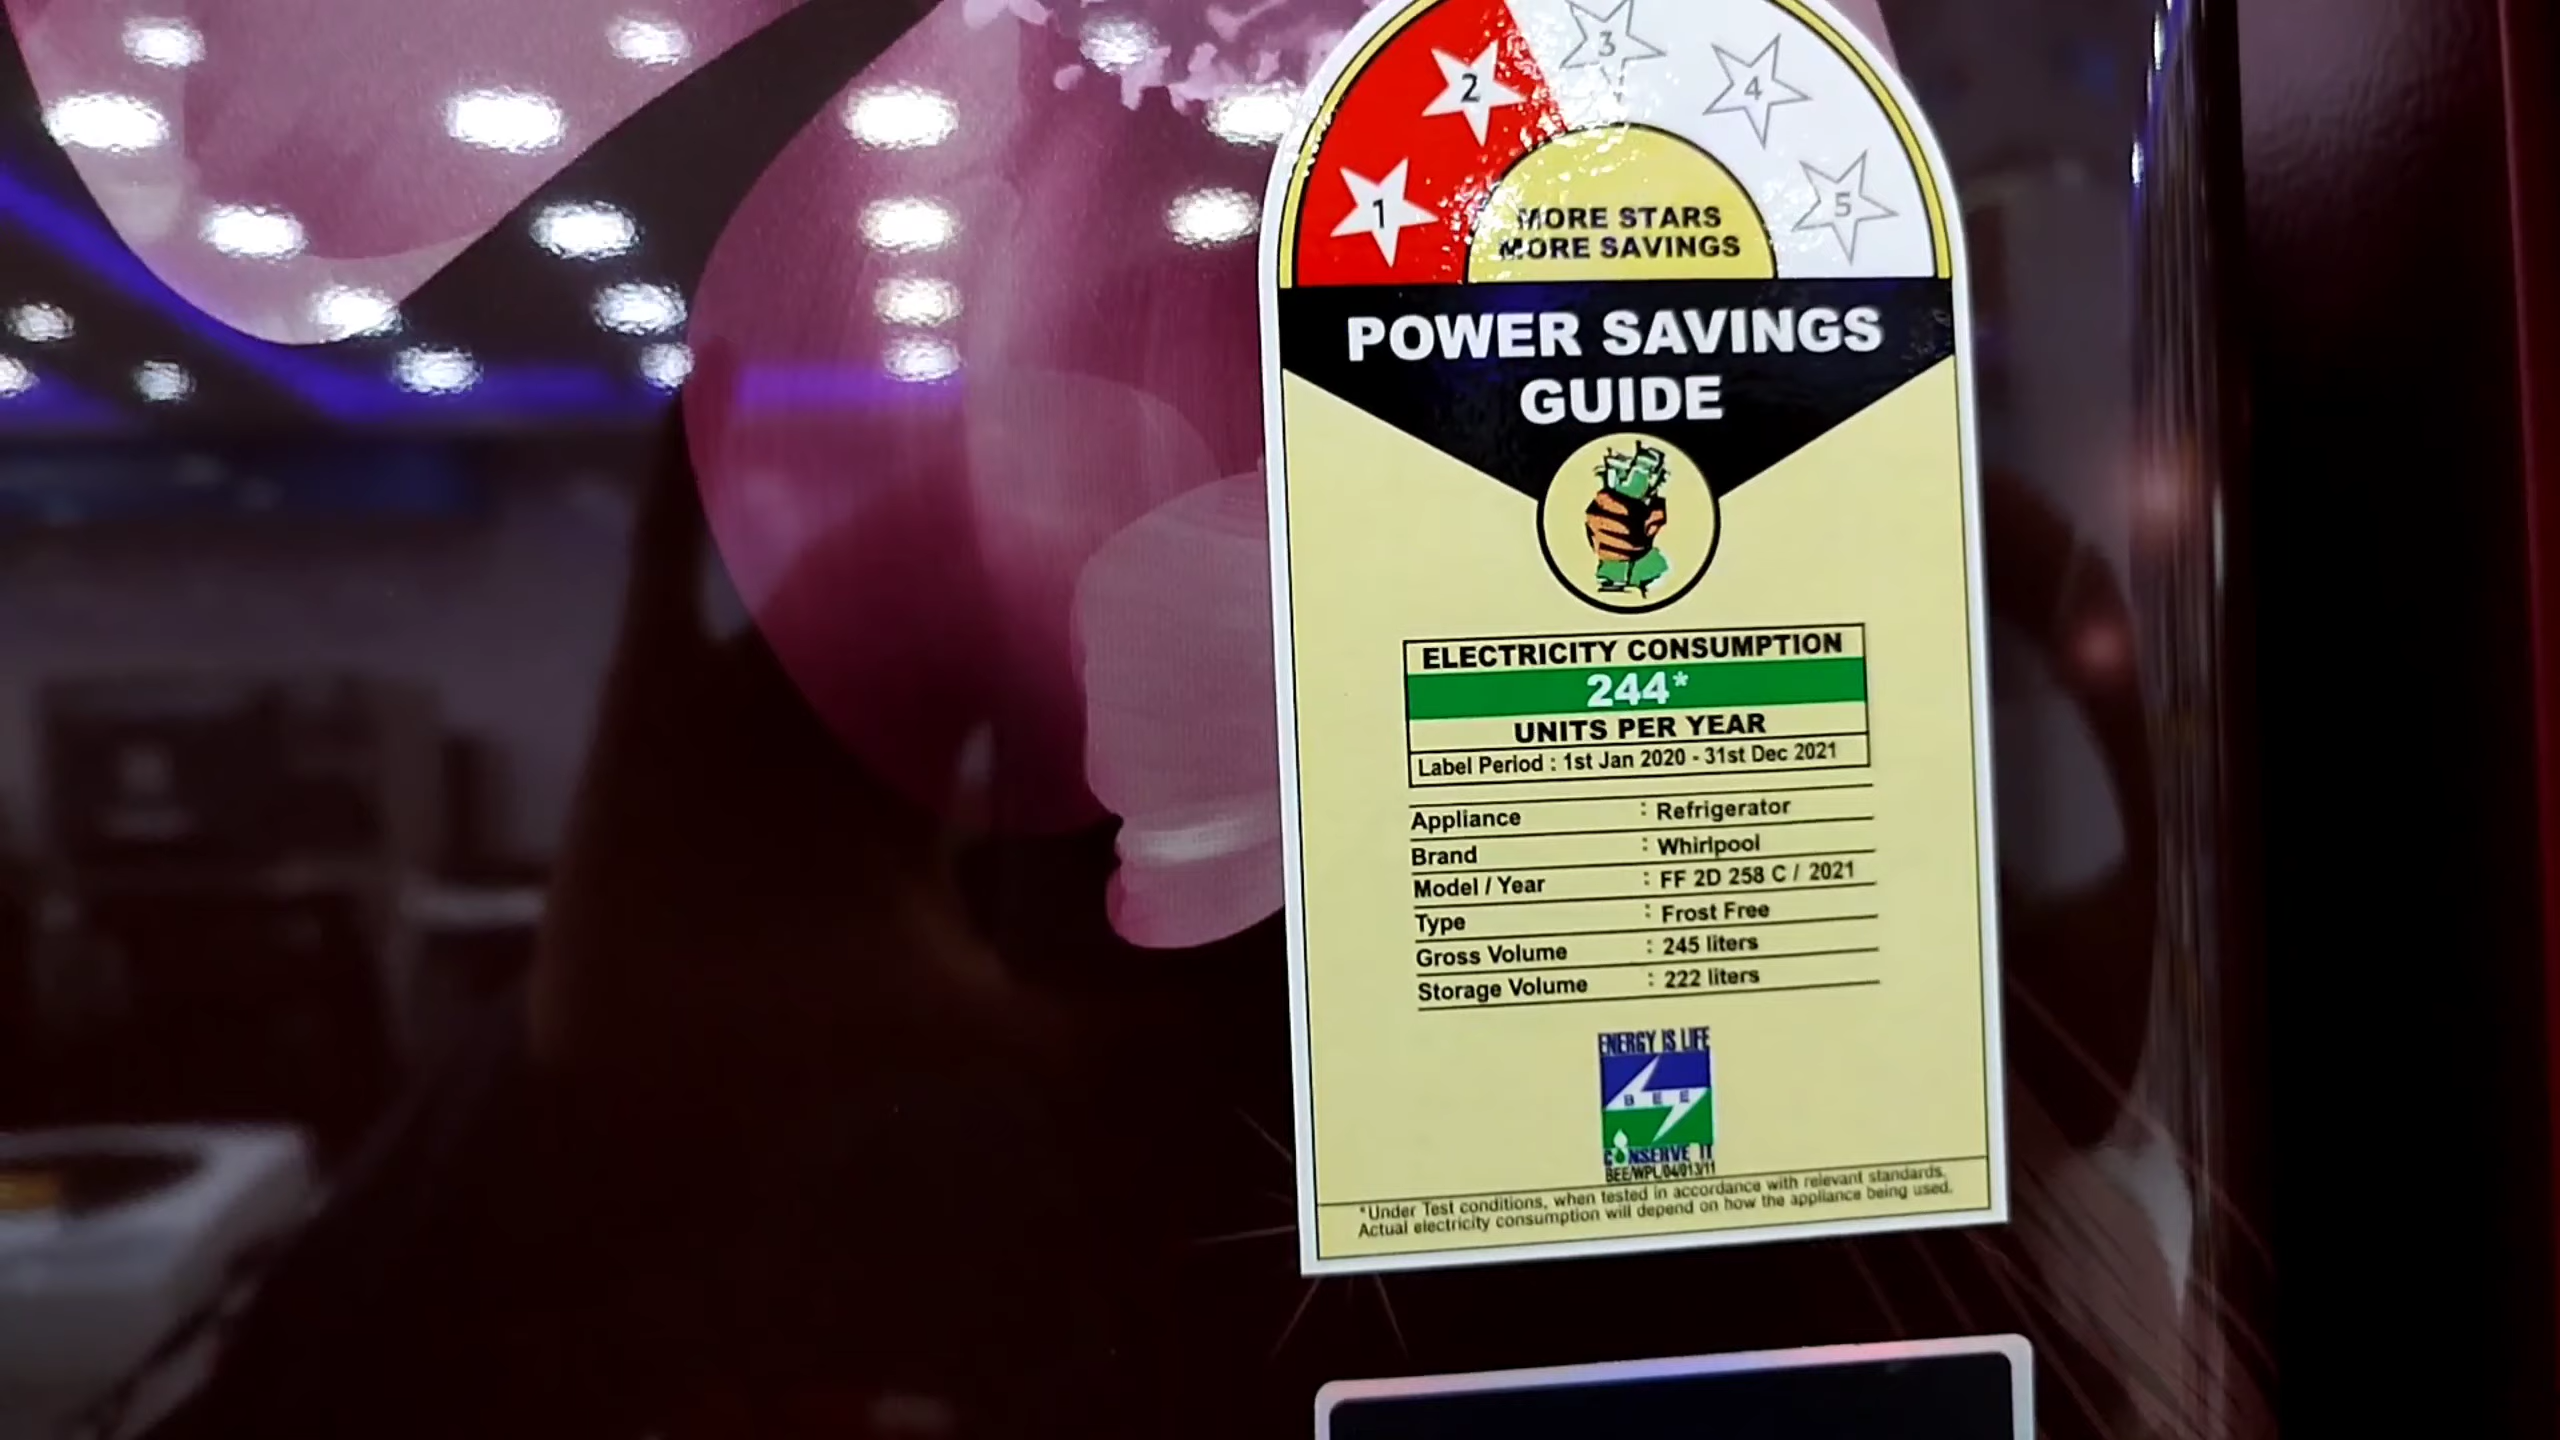 1 2 3 4 5
MORE STARS
MORE SAVINGS
POWER SAVINGS
GUIDE
ELECTRICITY CONSUMPTION
244*
UNITS PER YEAR
Label Period : 1st Jan 2020 - 31st Dec 2021
Appliance : Refrigerator
Brand : Whirlpool
Model / Year : FF 2D 258 C / 2021
Type : Frost Free
Gross Volume : 245 liters
Storage Volume : 222 liters
ENERGY IS LIFE
BEE
CONSERVE IT
BEE/WPL/04/013/11
*Under Test conditions, when tested in accordance with relevant standards.
Actual electricity consumption will depend on how the appliance being used.